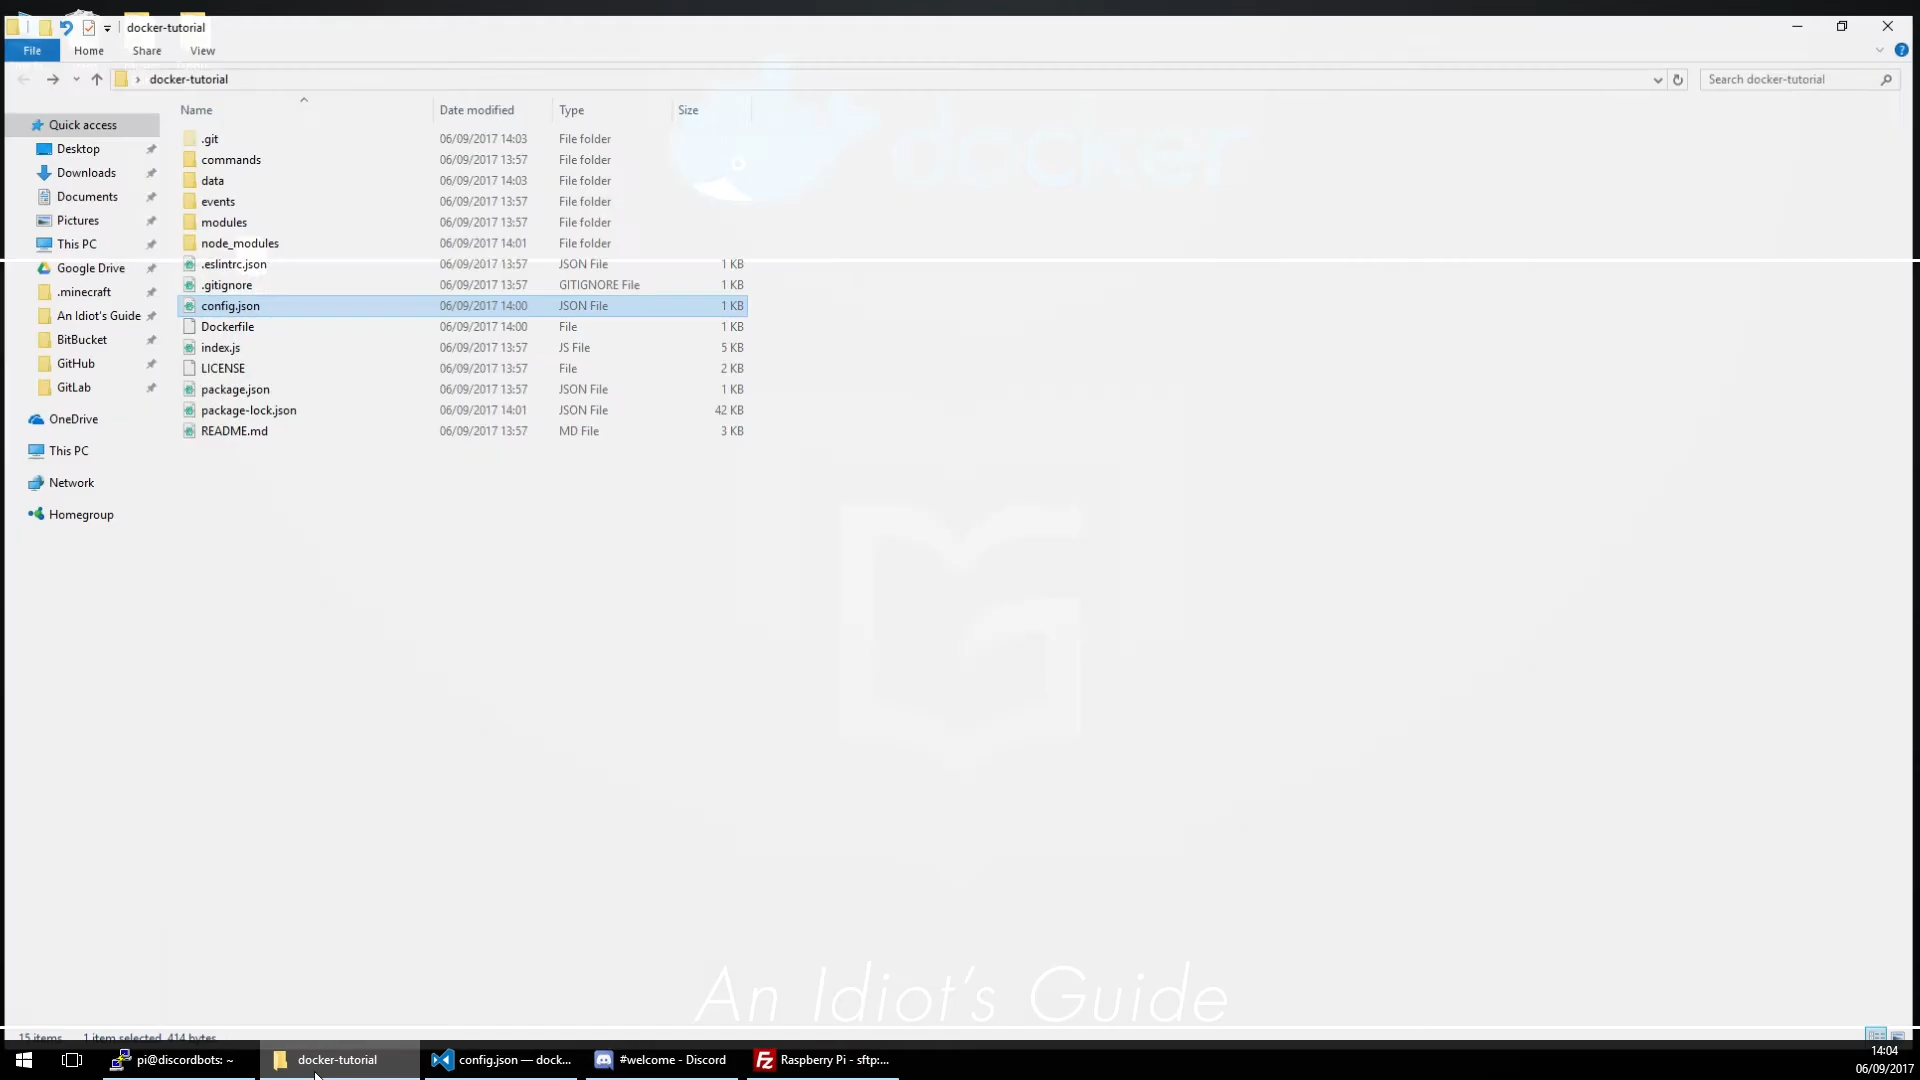 docker-tutorial
File Home Share View
docker-tutorial
Search docker-tutorial
Name Date modified Type Size
Quick access
Desktop
Downloads
Documents
Pictures
This PC
Google Drive
.minecraft
An Idiot's Guide
BitBucket
GitHub
GitLab
OneDrive
This PC
Network
Homegroup
.git 06/09/2017 14:03 File folder
commands 06/09/2017 13:57 File folder
data 06/09/2017 14:03 File folder
events 06/09/2017 13:57 File folder
modules 06/09/2017 13:57 File folder
node_modules 06/09/2017 14:01 File folder
.eslintrc.json 06/09/2017 13:57 JSON File 1 KB
.gitignore 06/09/2017 13:57 GITIGNORE File 1 KB
config.json 06/09/2017 14:00 JSON File 1 KB
Dockerfile 06/09/2017 14:00 File 1 KB
index.js 06/09/2017 13:57 JS File 5 KB
LICENSE 06/09/2017 13:57 File 2 KB
package.json 06/09/2017 13:57 JSON File 1 KB
package-lock.json 06/09/2017 14:01 JSON File 42 KB
README.md 06/09/2017 13:57 MD File 3 KB
docker
An Idiot's Guide
15 items 1 item selected 414 bytes
pi@discordbots: ~
docker-tutorial
config.json — dock...
#welcome - Discord
Raspberry Pi - sftp:...
14:04
06/09/2017